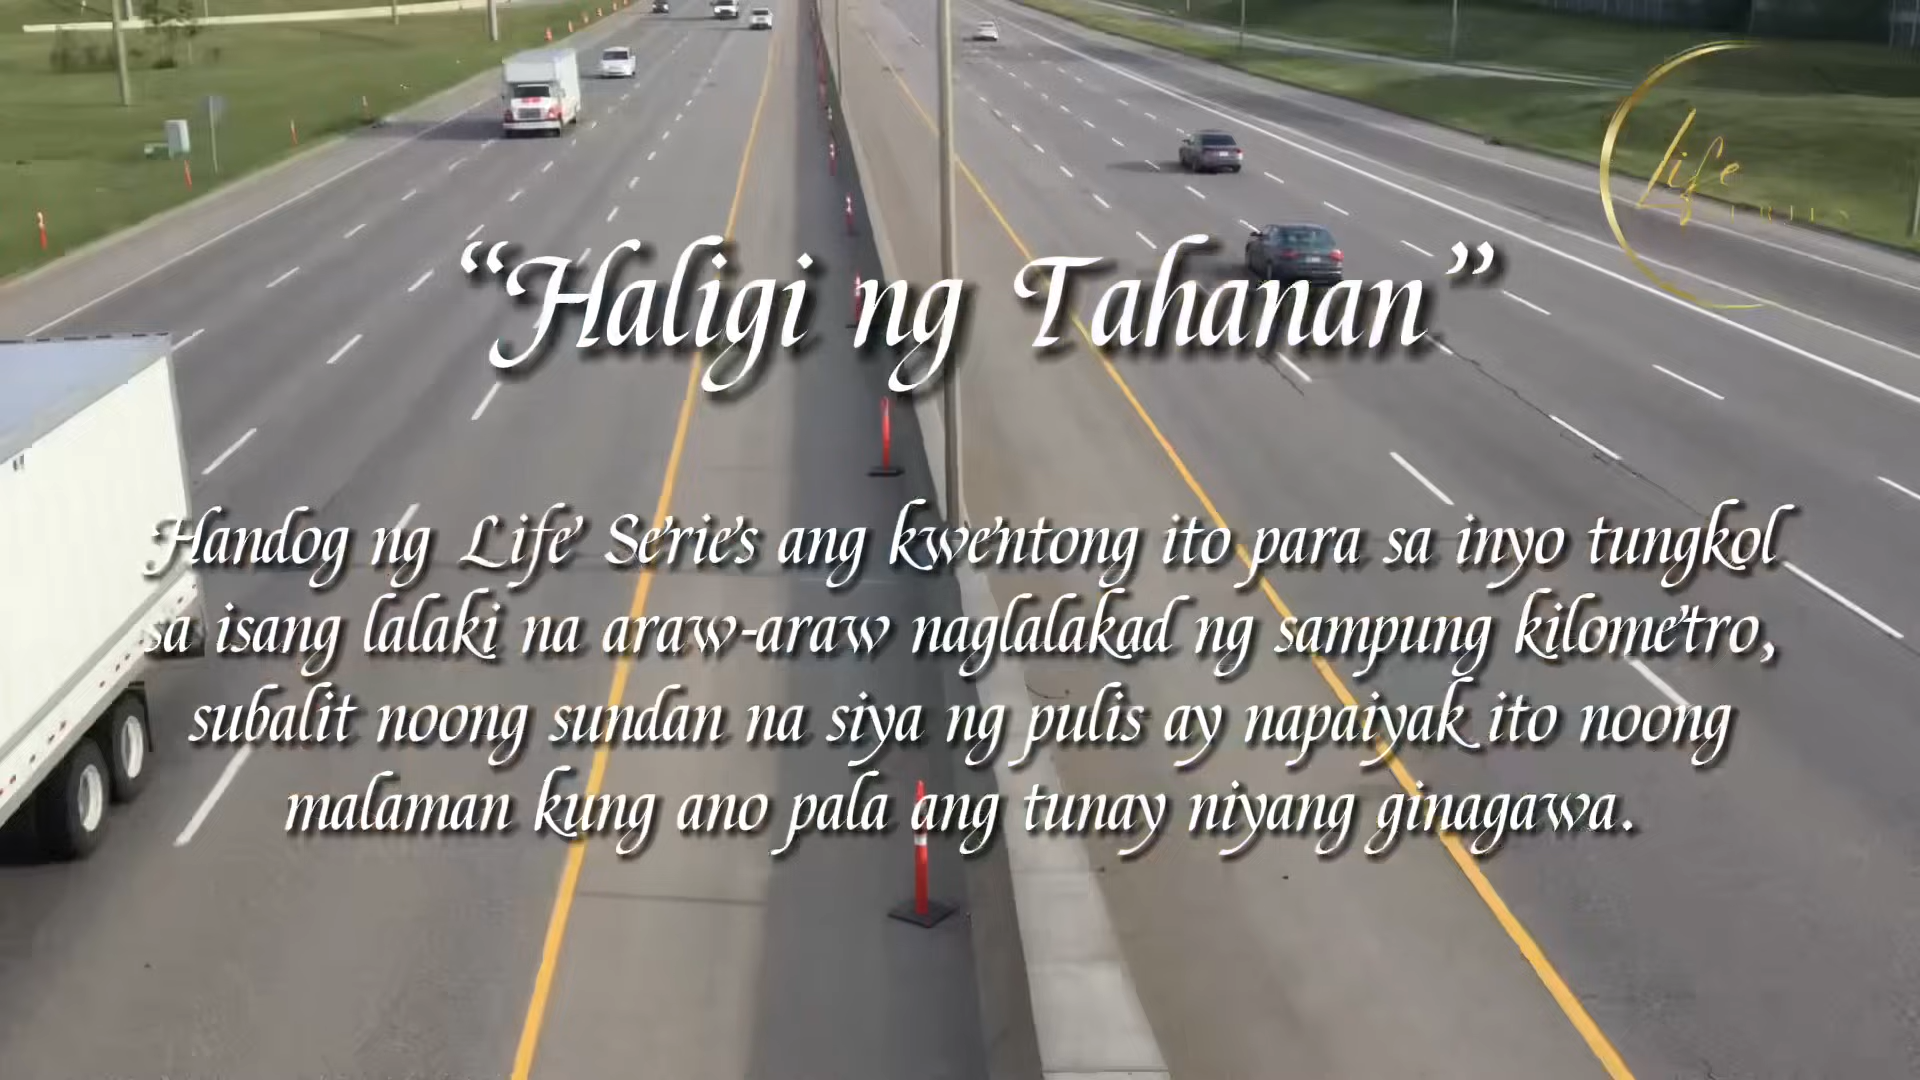 Life
SERIES
“Haligi ng Tahanan”
Handog ng Life Series ang kwentong ito para sa inyo tungkol
sa isang lalaki na araw-araw naglalakad ng sampung kilometro,
subalit noong sundan na siya ng pulis ay napaiyak ito noong
malaman kung ano pala ang tunay niyang ginagawa.